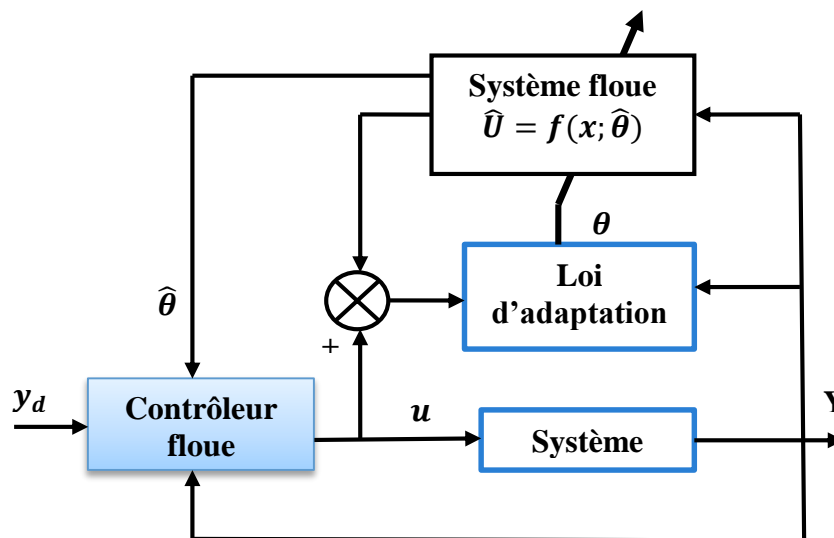 Système floue
Û = f(x; θ̂)
θ
Loi
d’adaptation
θ̂
+
y_d
Contrôleur
floue
u
Système
Y